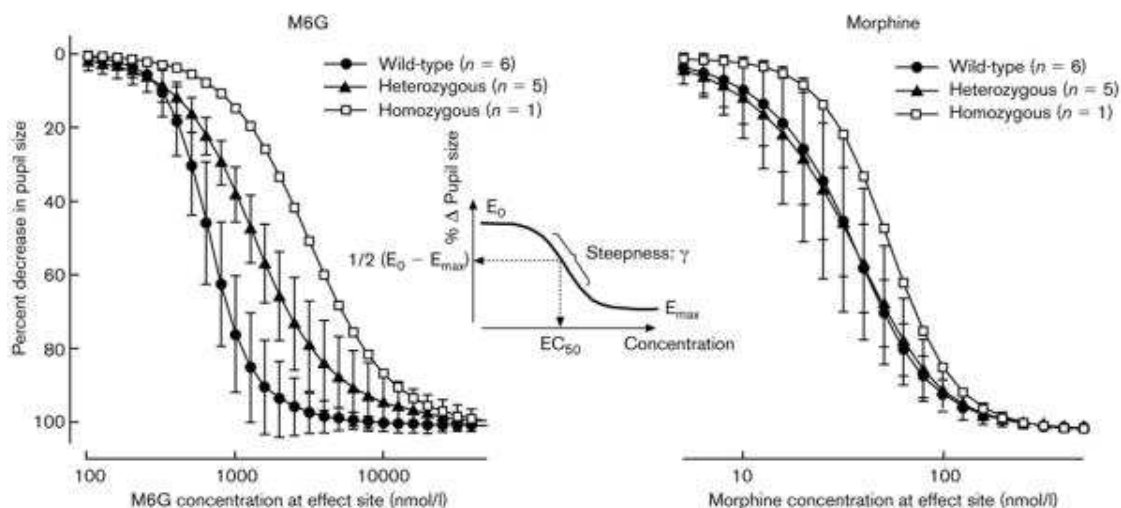 M6G
Morphine
Percent decrease in pupil size
0
20
40
60
80
100
Wild-type (n = 6)
Heterozygous (n = 5)
Homozygous (n = 1)
Wild-type (n = 6)
Heterozygous (n = 5)
Homozygous (n = 1)
% Δ Pupil size
E0
1/2 (E0 − Emax)
Steepness: γ
Emax
EC50
Concentration
100
1000
10000
10
100
M6G concentration at effect site (nmol/l)
Morphine concentration at effect site (nmol/l)